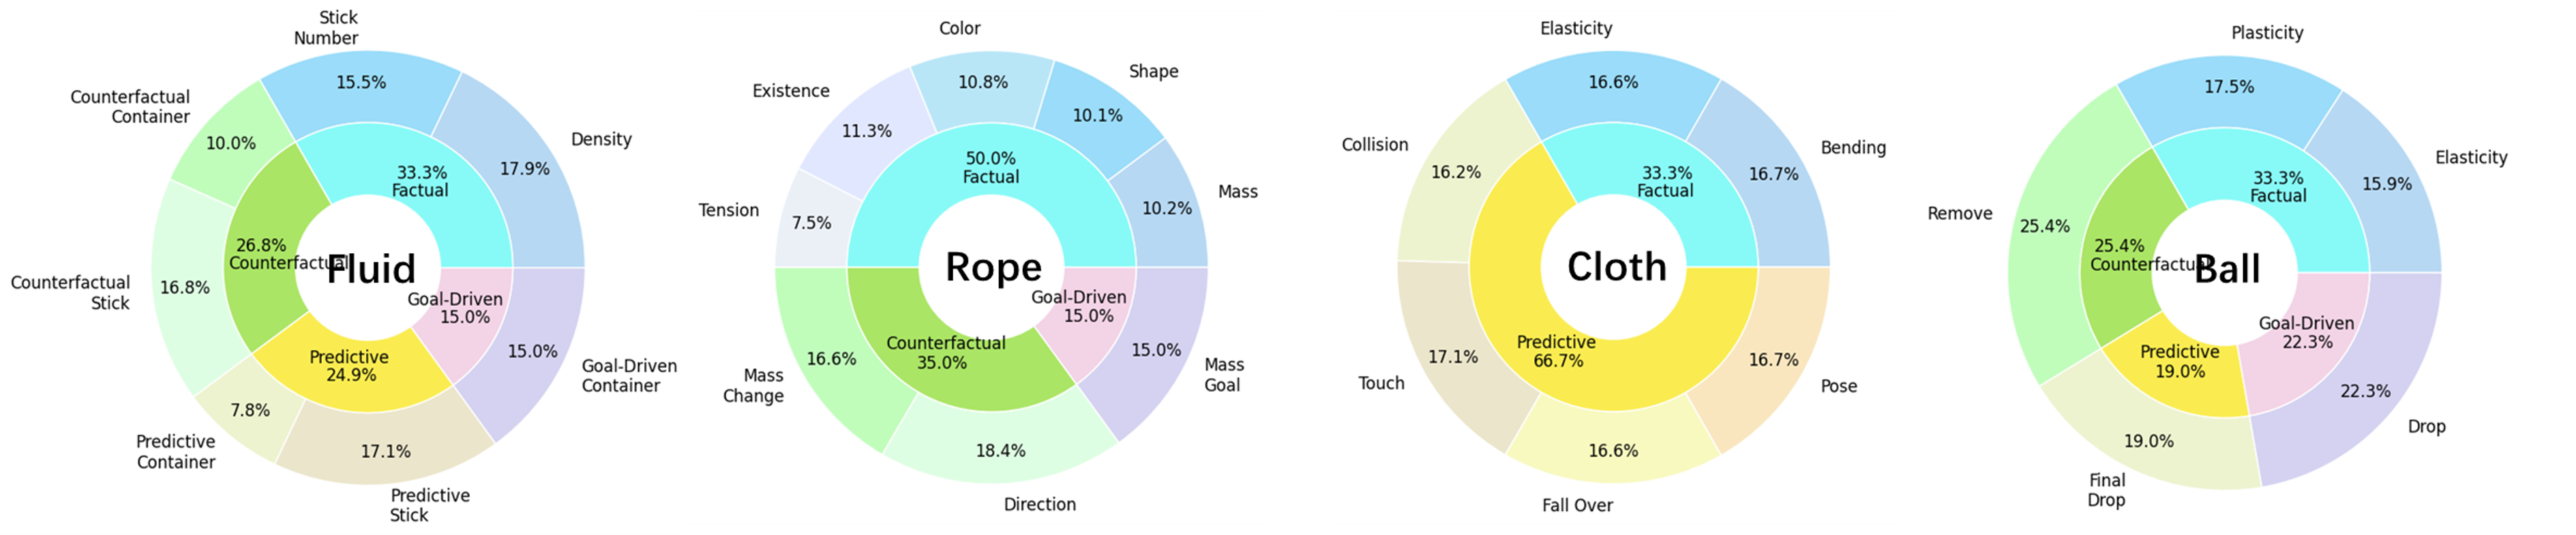 Stick
Number
15.5%
Density
17.9%
Counterfactual
Container
10.0%
33.3%
Factual
26.8%
Counterfactual
Fluid
Counterfactual
Stick
16.8%
Goal-Driven
15.0%
Predictive
24.9%
15.0%
Goal-Driven
Container
7.8%
Predictive
Container
17.1%
Predictive
Stick
Color
10.8%
Shape
10.1%
Existence
11.3%
50.0%
Factual
Mass
10.2%
Tension
7.5%
Rope
Goal-Driven
15.0%
Counterfactual
35.0%
16.6%
Mass
Change
15.0%
Mass
Goal
18.4%
Direction
Elasticity
16.6%
Collision
16.2%
33.3%
Factual
Bending
16.7%
Cloth
Predictive
66.7%
17.1%
Touch
16.7%
Pose
16.6%
Fall Over
Plasticity
17.5%
Elasticity
15.9%
33.3%
Factual
Remove
25.4%
25.4%
Counterfactual
Ball
Goal-Driven
22.3%
Predictive
19.0%
22.3%
Drop
19.0%
Final
Drop